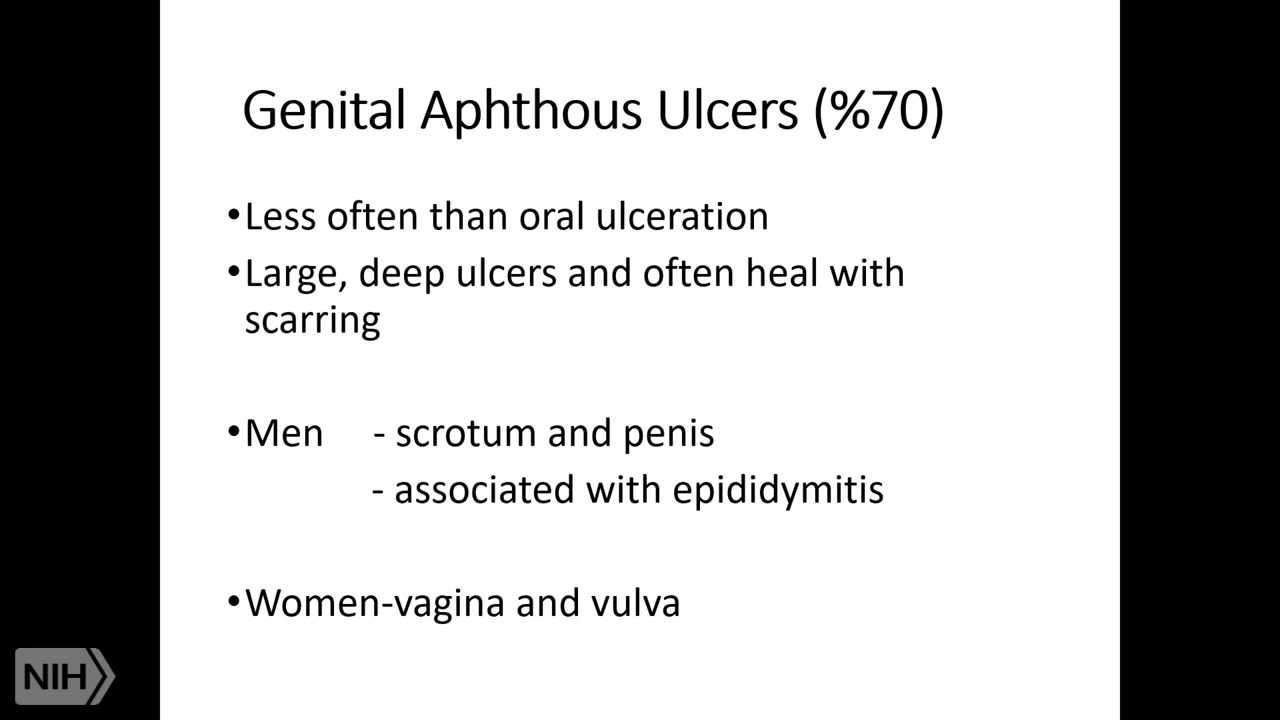 Genital Aphthous Ulcers (%70)
•Less often than oral ulceration
•Large, deep ulcers and often heal with
scarring
•Men - scrotum and penis
- associated with epididymitis
•Women-vagina and vulva
NIH